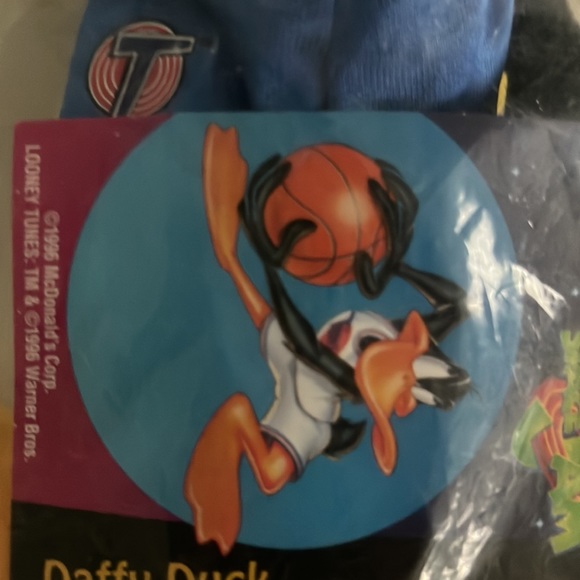 T
©1996 McDonald's Corp.
LOONEY TUNES: TM & ©1996 Warner Bros.
Daffy Duck